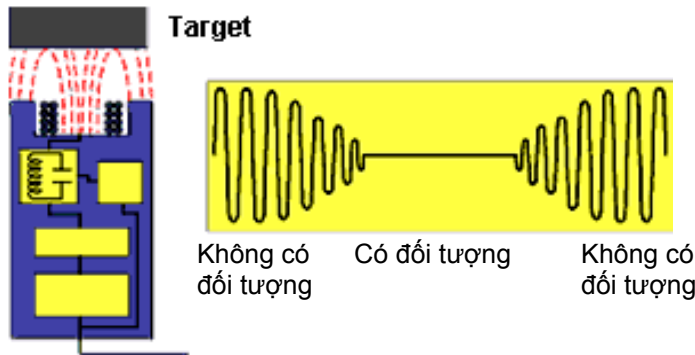 Target
Không có
đối tượng
Có đối tượng
Không có
đối tượng